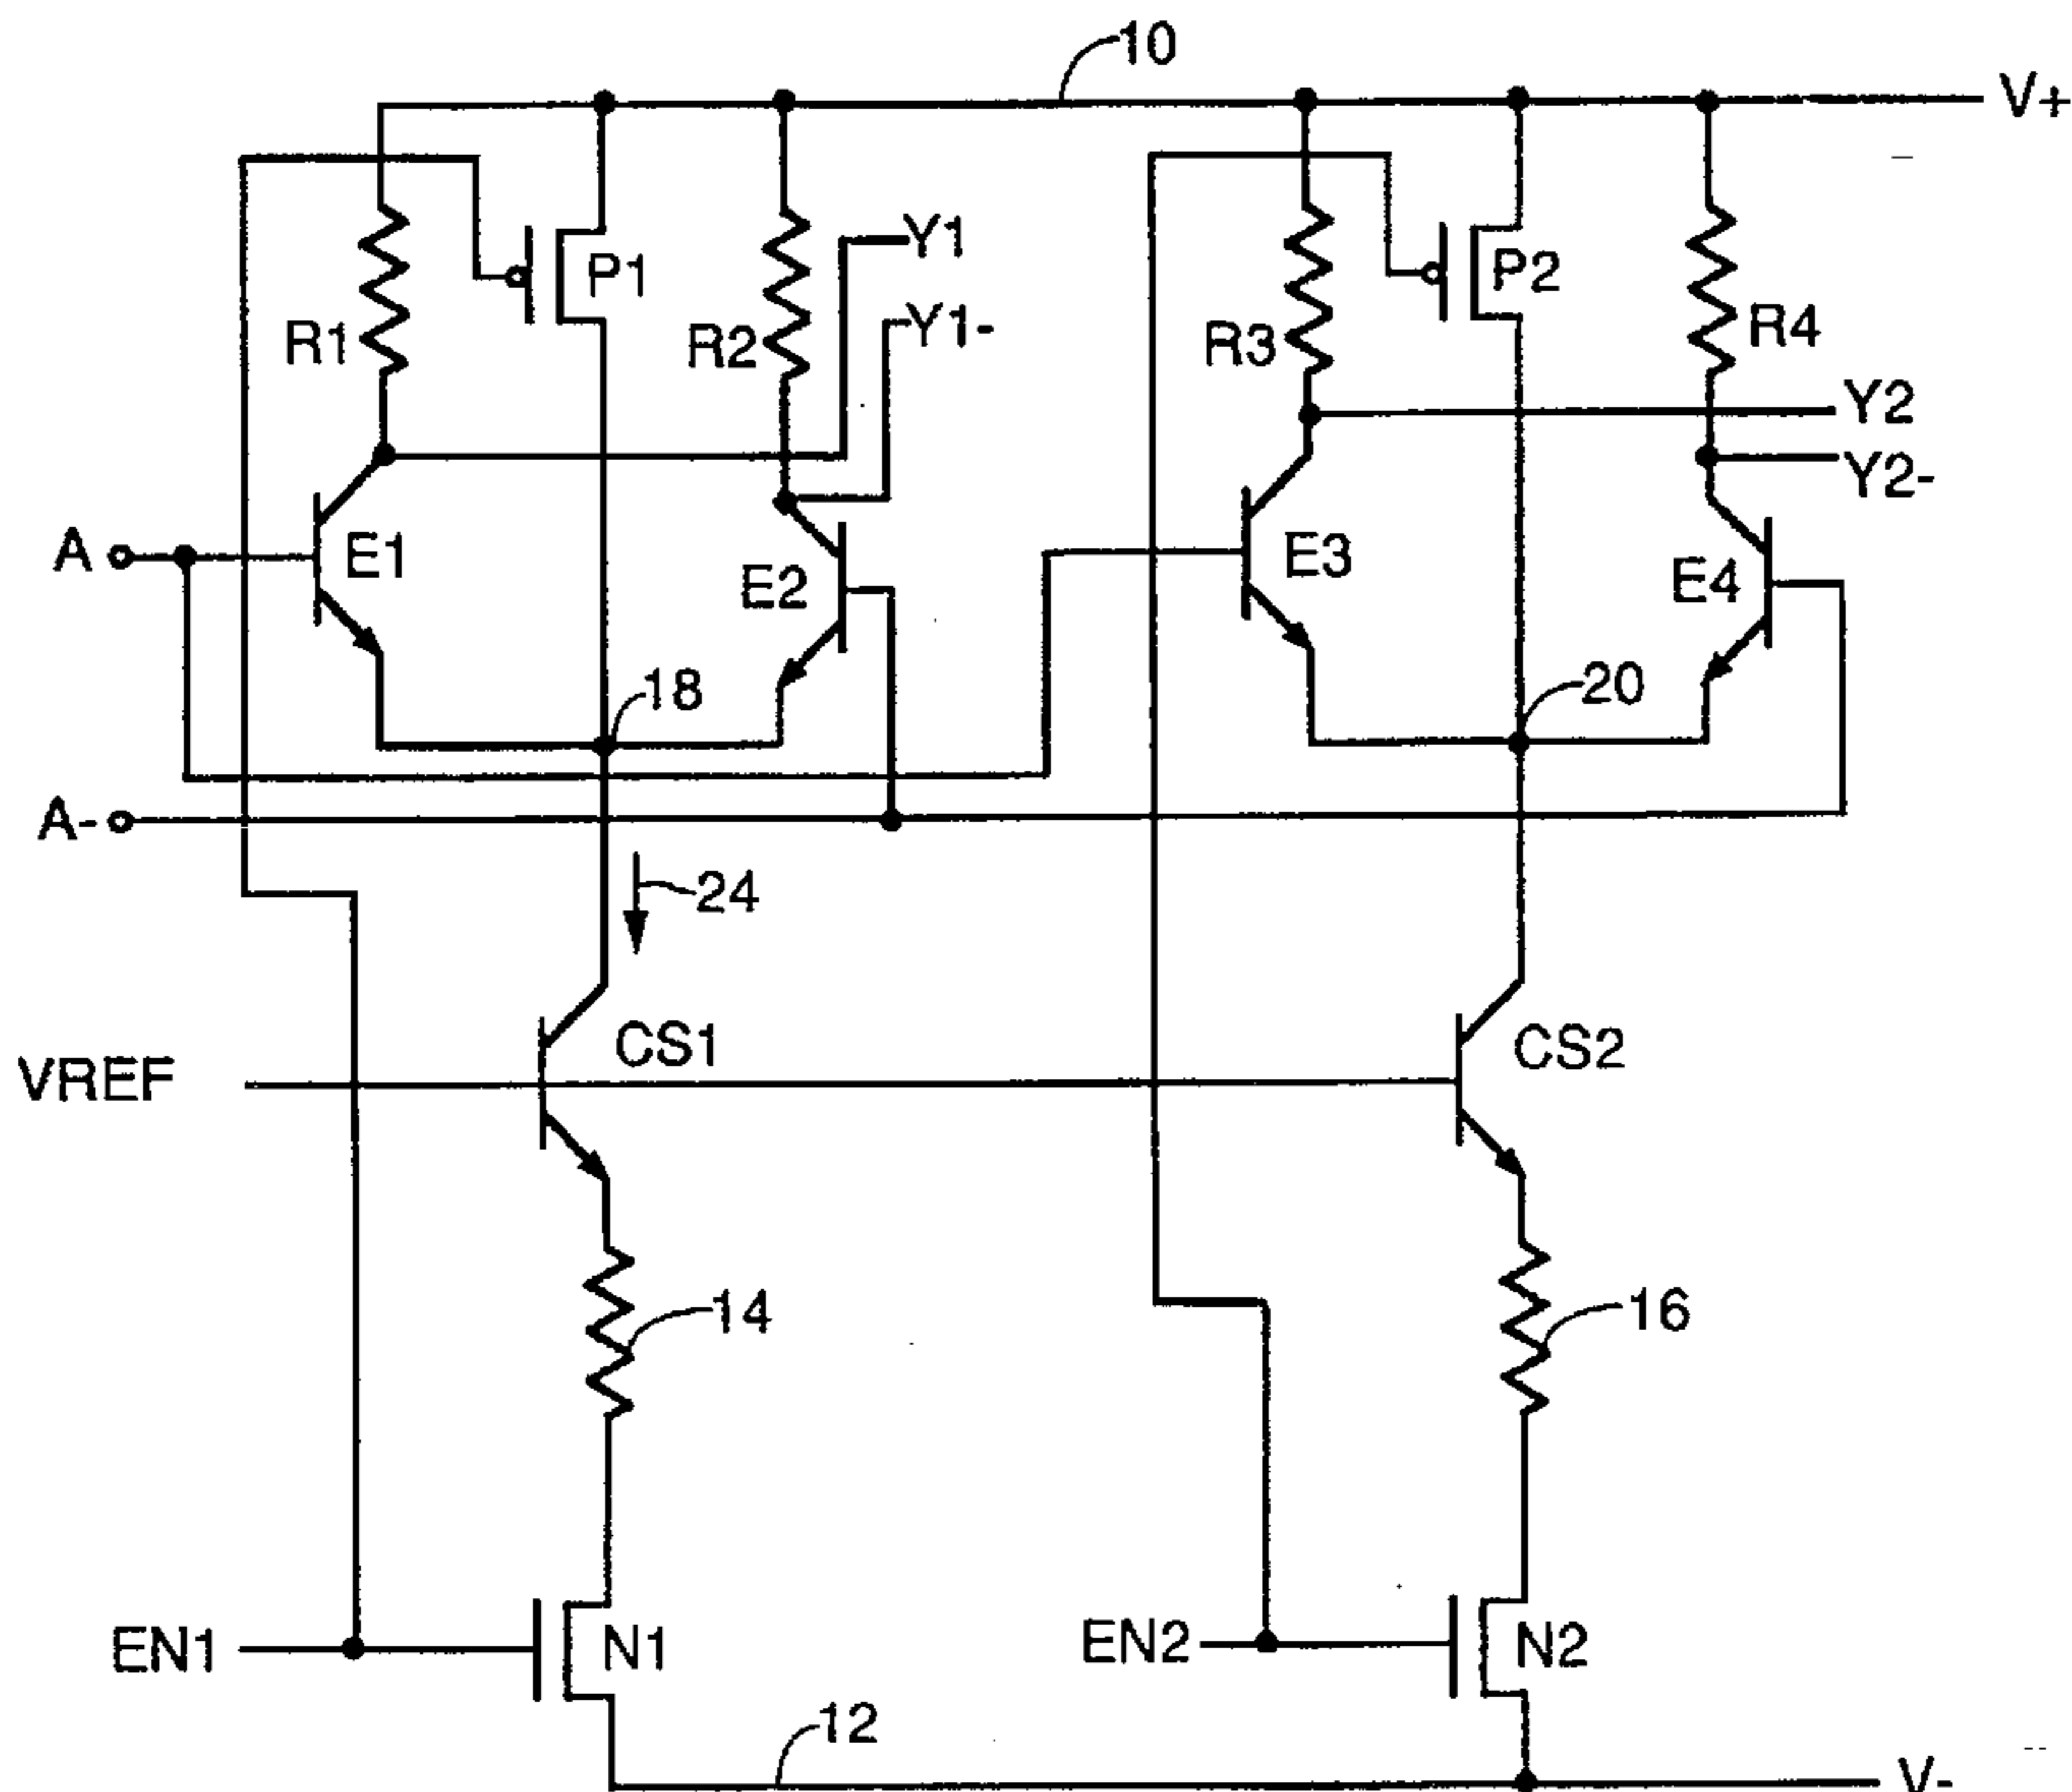 10
V+
Y1
P1
P2
Y1-
R1
R2
R3
R4
Y2
Y2-
A
E1
E2
E3
E4
18
20
A-
24
CS1
CS2
VREF
14
16
EN1
N1
EN2
N2
12
V-